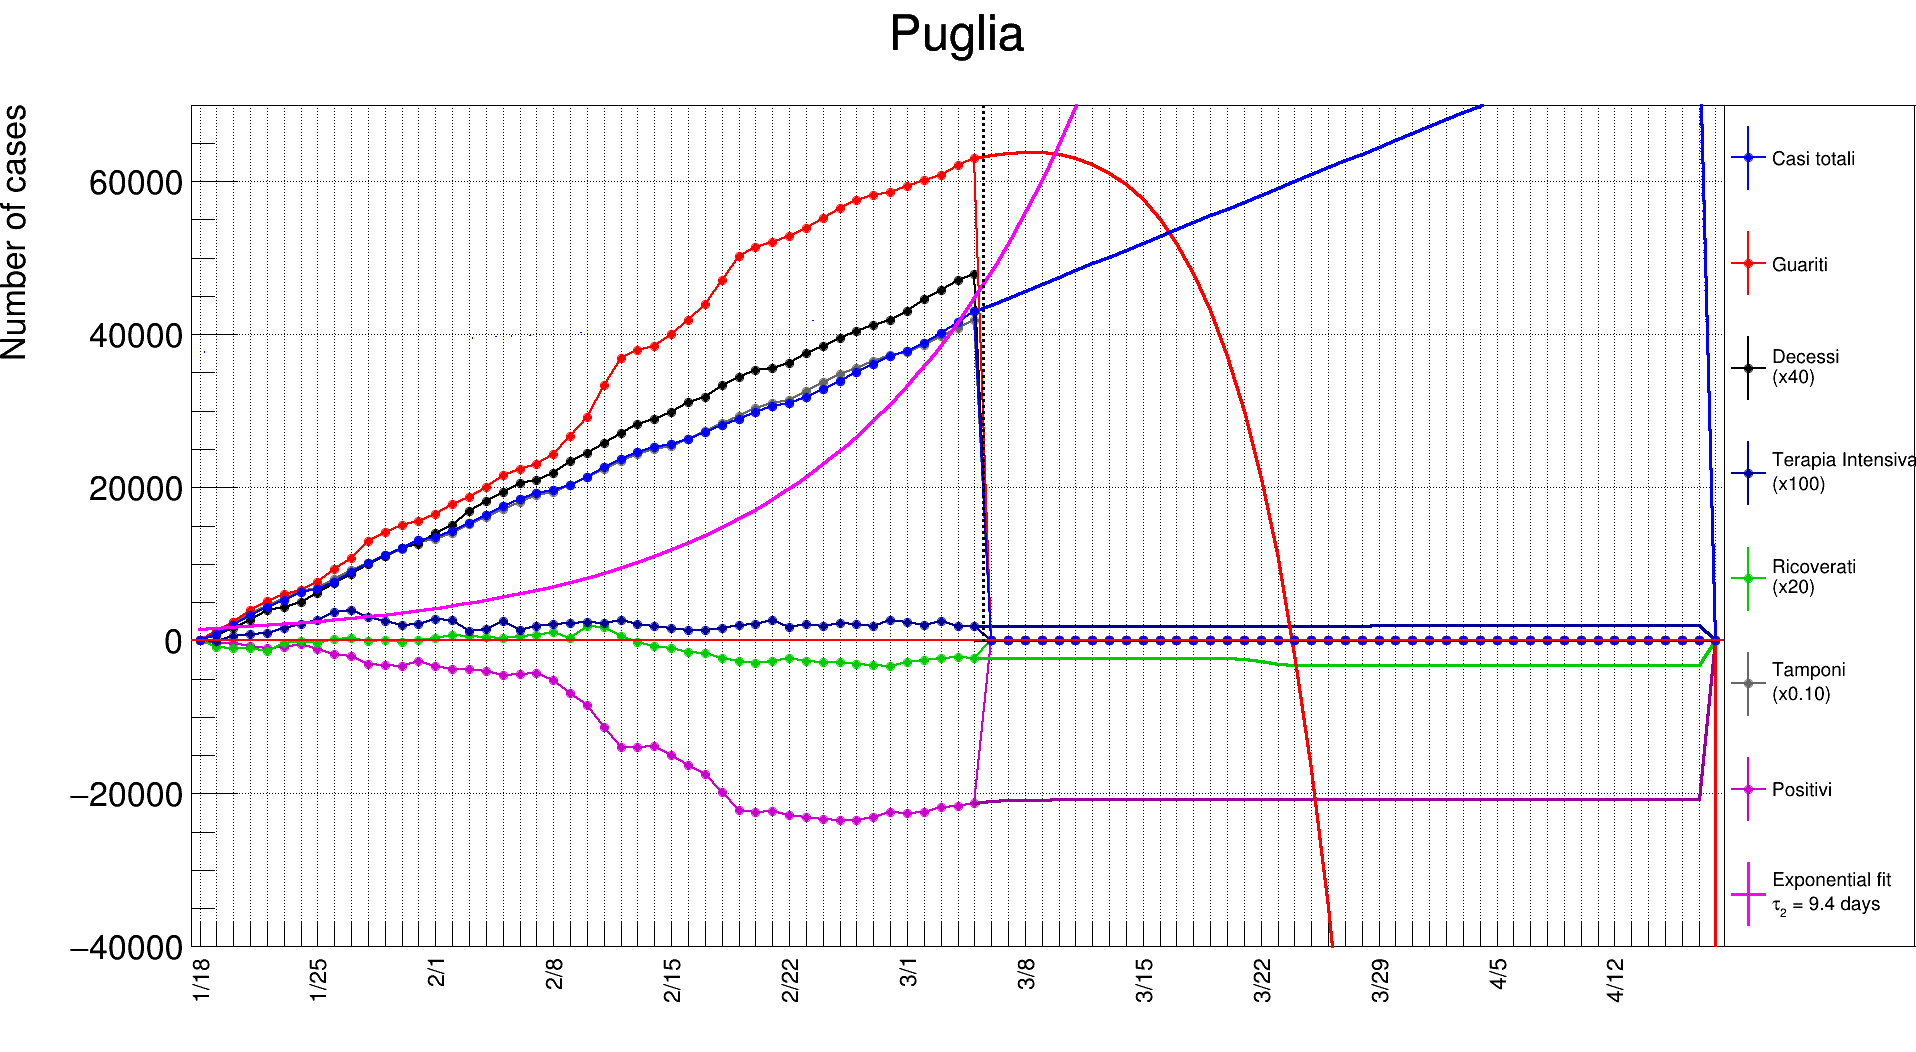 Puglia
Number of cases
60000
40000
20000
0
−20000
−40000
1/18
1/25
2/1
2/8
2/15
2/22
3/1
3/8
3/15
3/22
3/29
4/5
4/12
Casi totali
Guariti
Decessi
(x40)
Terapia Intensiva
(x100)
Ricoverati
(x20)
Tamponi
(x0.10)
Positivi
Exponential fit
τ2 = 9.4 days